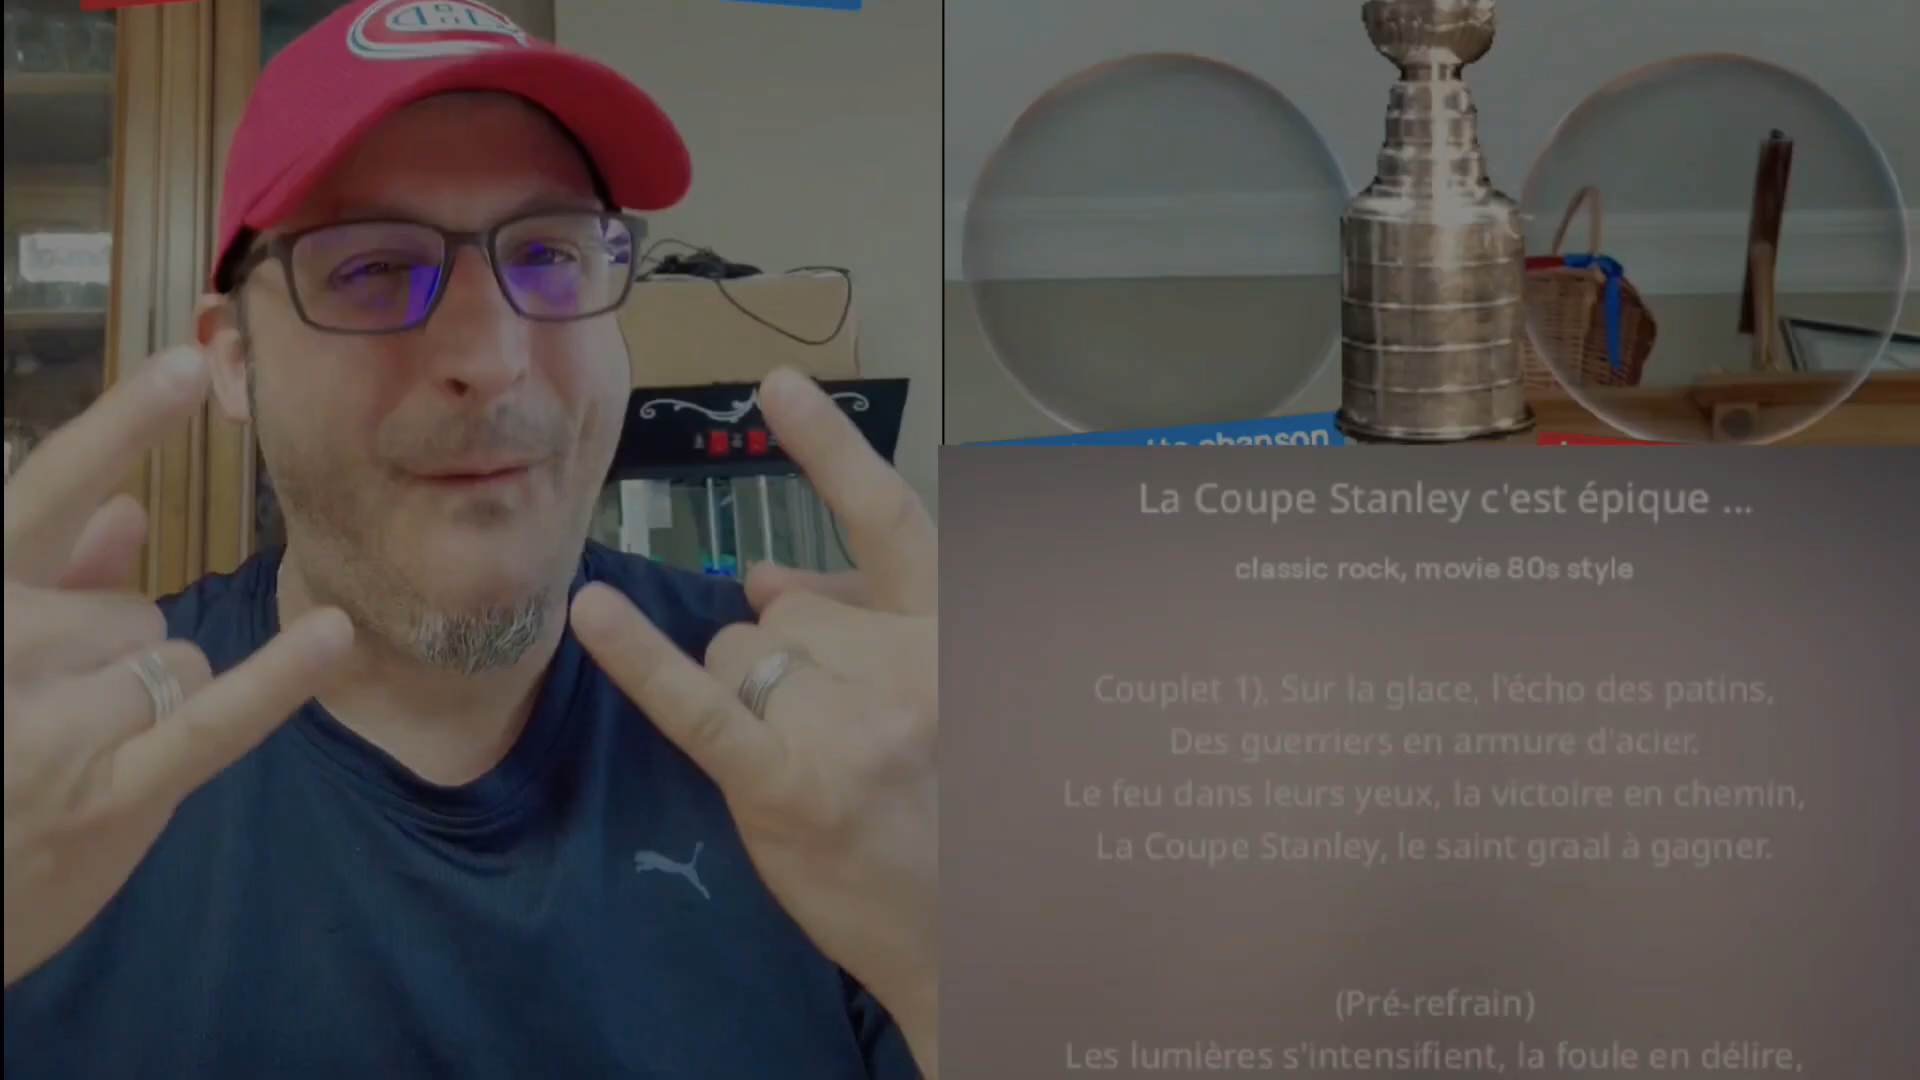 chanson
La Coupe Stanley c'est épique ...
classic rock, movie 80s style
Couplet 1), Sur la glace, l'écho des patins,
Des guerriers en armure d'acier.
Le feu dans leurs yeux, la victoire en chemin,
La Coupe Stanley, le saint graal à gagner.
(Pré-refrain)
Les lumières s'intensifient, la foule en délire,